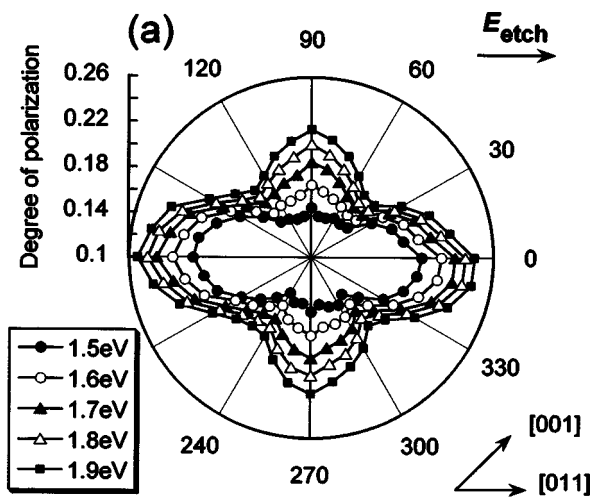 (a)
E_etch
Degree of polarization
0.26
0.22
0.18
0.14
0.1
90
120
60
30
0
330
300
270
240
1.5eV
1.6eV
1.7eV
1.8eV
1.9eV
[001]
[011]